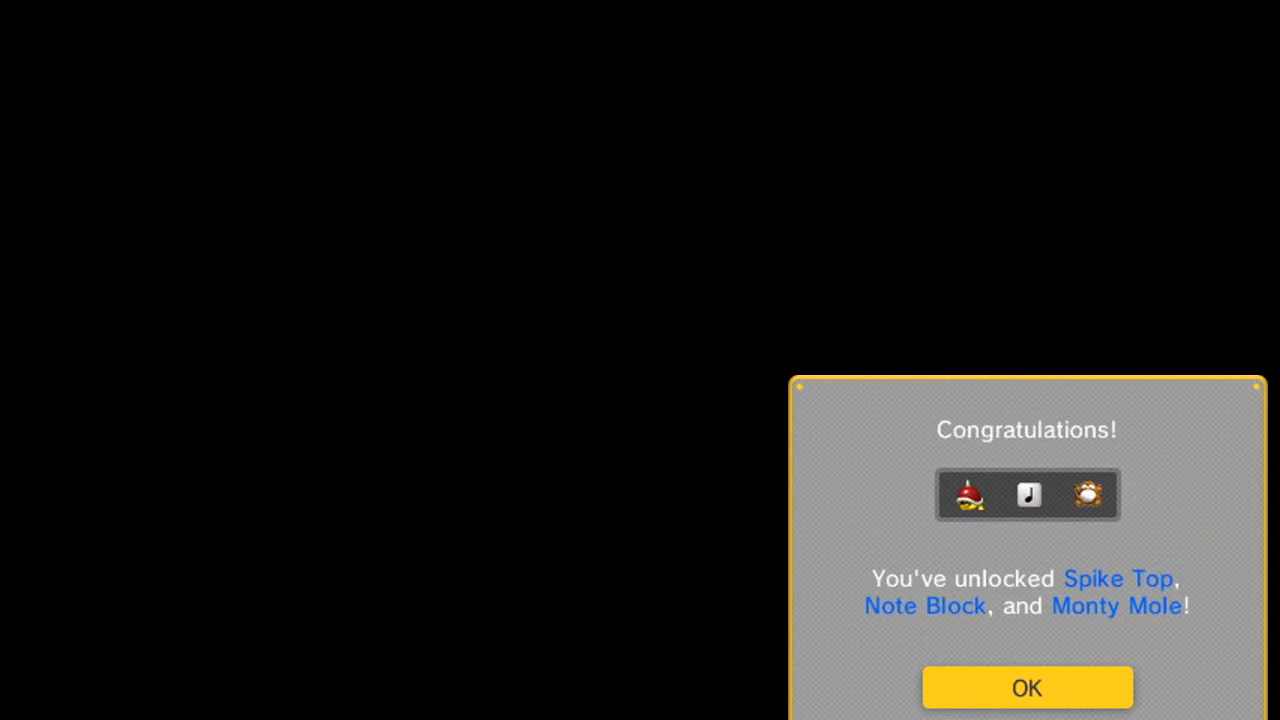 Congratulations!
You've unlocked Spike Top,
Note Block, and Monty Mole!
OK